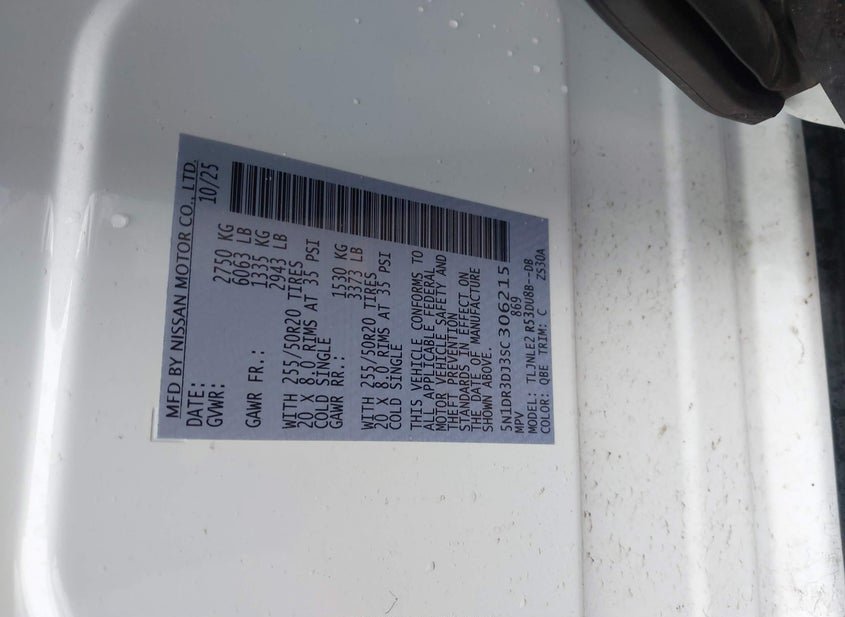 MFD BY NISSAN MOTOR CO., LTD.
DATE: 10/25
GVWR: 2750 KG
6063 LB
GAWR FR.: 1335 KG
2943 LB
WITH 255/50R20 TIRES
20 X 8.0 RIMS AT 35 PSI
COLD SINGLE
GAWR RR.: 1530 KG
3373 LB
WITH 255/50R20 TIRES
20 X 8.0 RIMS AT 35 PSI
COLD SINGLE
THIS VEHICLE CONFORMS TO
ALL APPLICABLE FEDERAL
MOTOR VEHICLE SAFETY AND
THEFT PREVENTION
STANDARDS IN EFFECT ON
THE DATE OF MANUFACTURE
SHOWN ABOVE.
5N1DR3DJ3SC306215
MPV 869
MODEL: TLJNLE2 R53DU8B--DB
COLOR: QBE TRIM: C Z530A